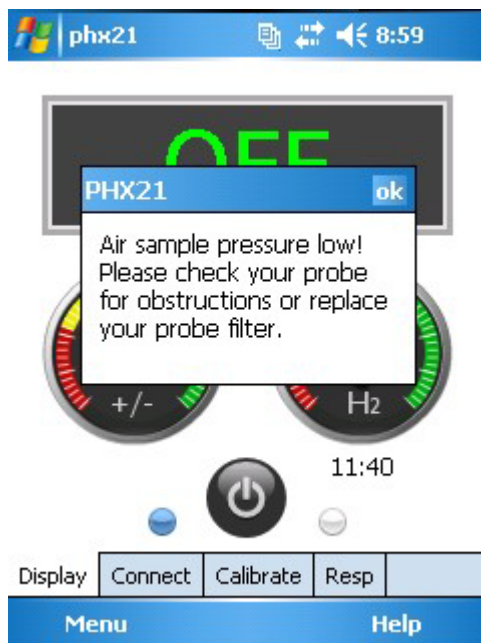 phx21 8:59
OFF
PHX21 ok
Air sample pressure low!
Please check your probe
for obstructions or replace
your probe filter.
+/- H2
11:40
Display Connect Calibrate Resp
Menu Help